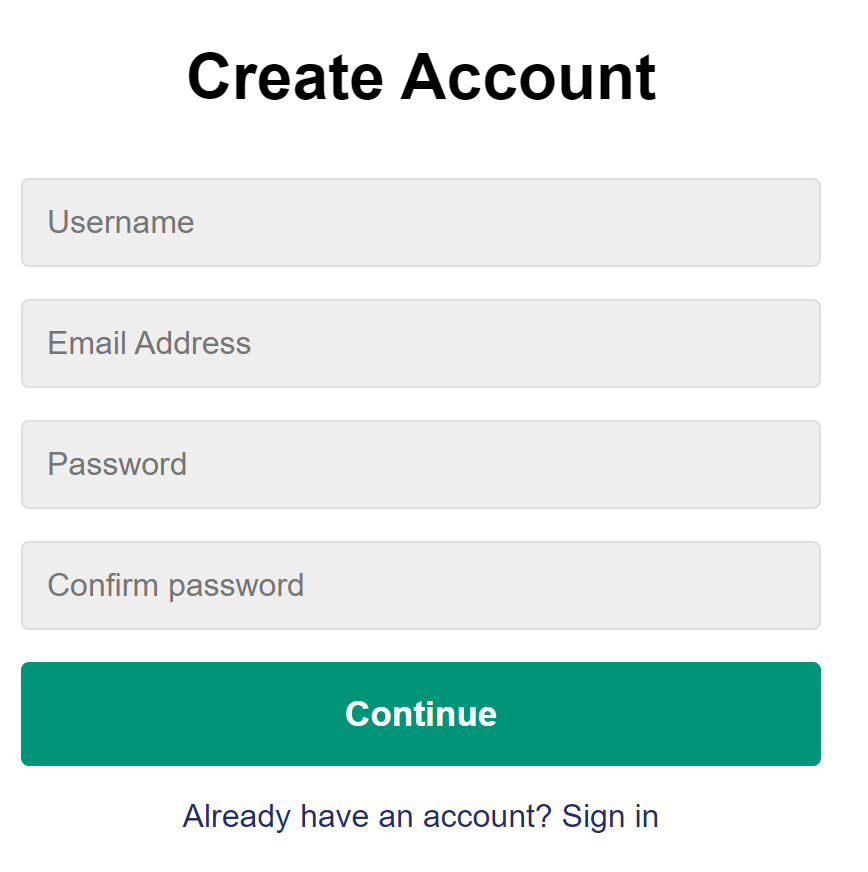 Create Account
Username
Email Address
Password
Confirm password
Continue
Already have an account? Sign in